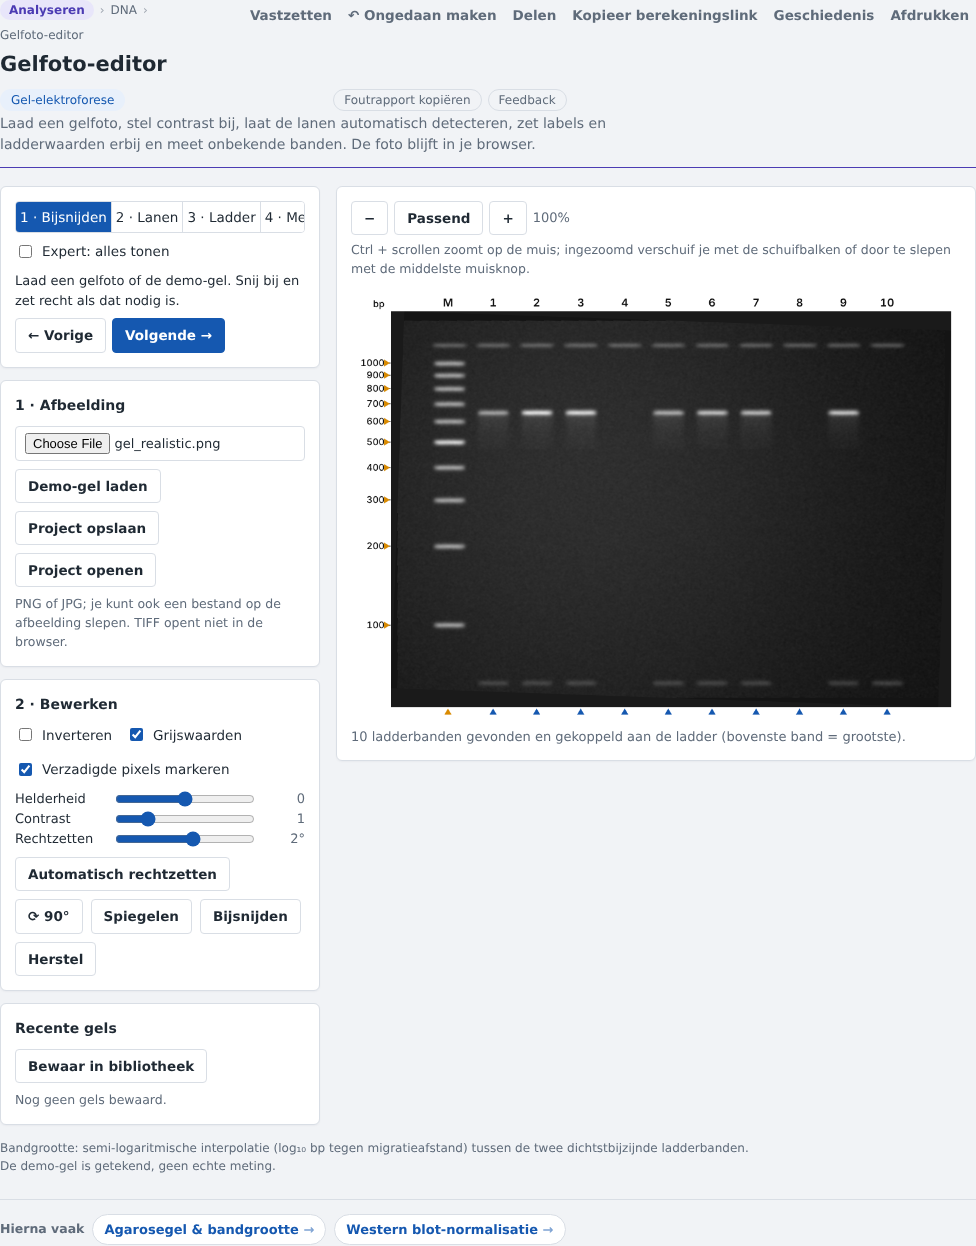 Analyseren › DNA ›
Vastzetten ↶ Ongedaan maken Delen Kopieer berekeningslink Geschiedenis Afdrukken
Gelfoto-editor
Gelfoto-editor
Gel-elektroforese Foutrapport kopiëren Feedback
Laad een gelfoto, stel contrast bij, laat de lanen automatisch detecteren, zet labels en
ladderwaarden erbij en meet onbekende banden. De foto blijft in je browser.
1 · Bijsnijden 2 · Lanen 3 · Ladder 4 · Me
Expert: alles tonen
Laad een gelfoto of de demo-gel. Snij bij en
zet recht als dat nodig is.
← Vorige Volgende →
1 · Afbeelding
Choose File gel_realistic.png
Demo-gel laden
Project opslaan
Project openen
PNG of JPG; je kunt ook een bestand op de
afbeelding slepen. TIFF opent niet in de
browser.
2 · Bewerken
Inverteren Grijswaarden
Verzadigde pixels markeren
Helderheid 0
Contrast 1
Rechtzetten 2°
Automatisch rechtzetten
⟳ 90° Spiegelen Bijsnijden
Herstel
Recente gels
Bewaar in bibliotheek
Nog geen gels bewaard.
− Passend + 100%
Ctrl + scrollen zoomt op de muis; ingezoomd verschuif je met de schuifbalken of door te slepen
met de middelste muisknop.
bp M 1 2 3 4 5 6 7 8 9 10
1000
900
800
700
600
500
400
300
200
100
10 ladderbanden gevonden en gekoppeld aan de ladder (bovenste band = grootste).
Bandgrootte: semi-logaritmische interpolatie (log₁₀ bp tegen migratieafstand) tussen de twee dichtstbijzijnde ladderbanden.
De demo-gel is getekend, geen echte meting.
Hierna vaak Agarosegel & bandgrootte → Western blot-normalisatie →